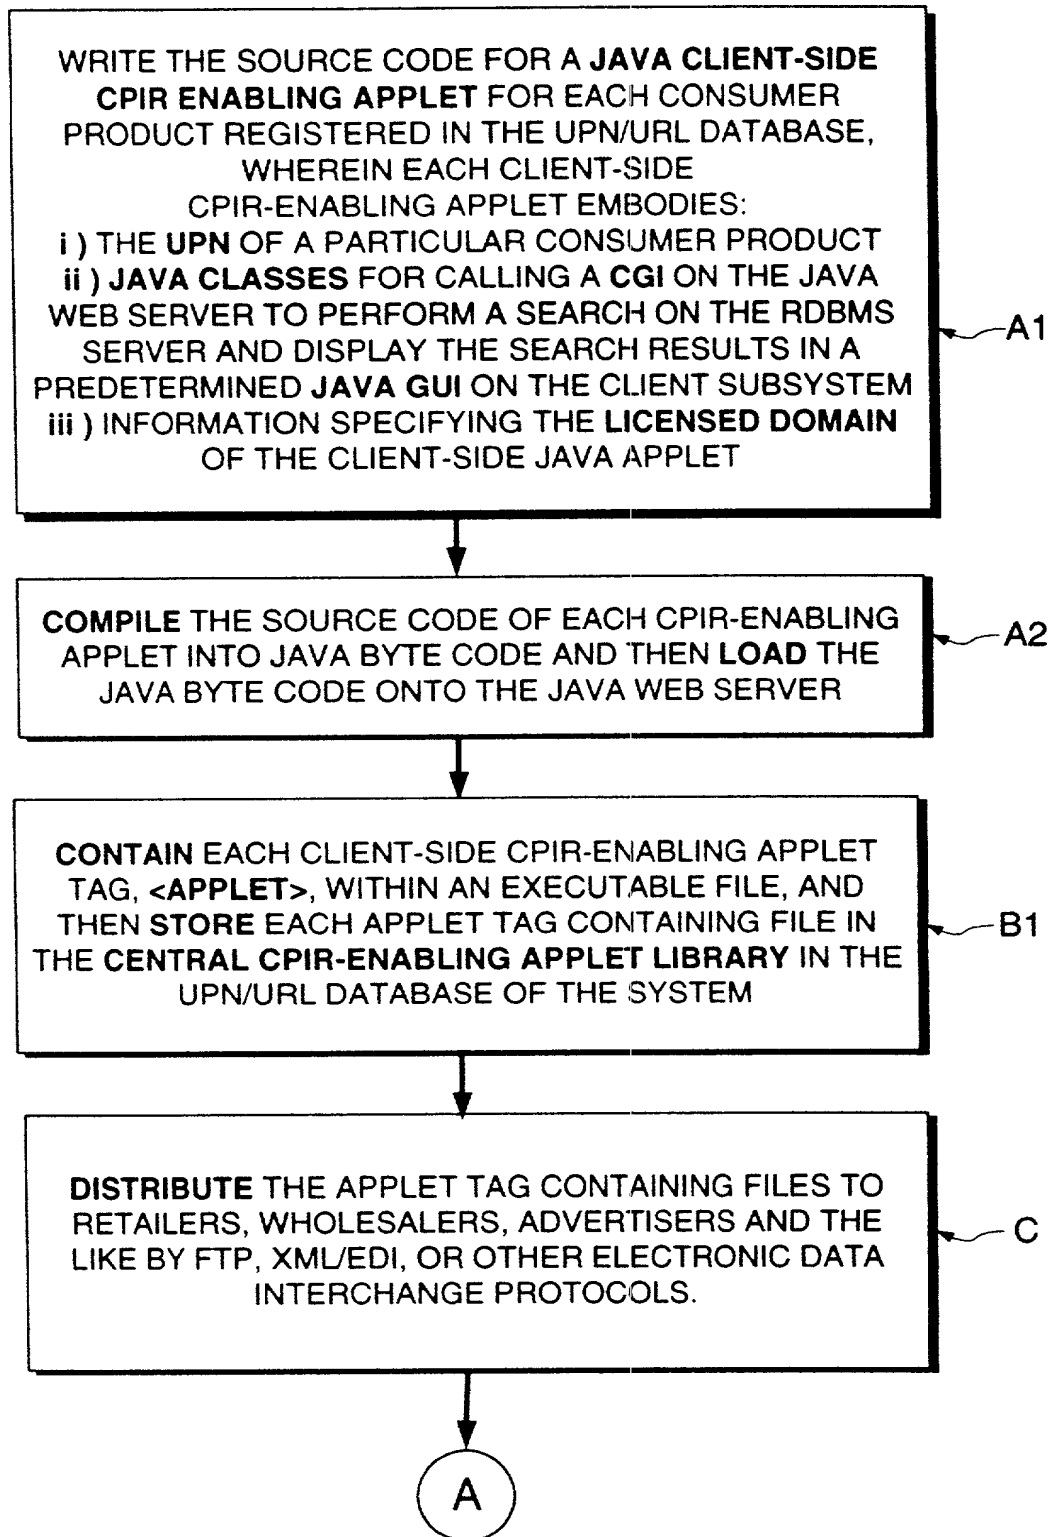 WRITE THE SOURCE CODE FOR A JAVA CLIENT-SIDE
CPIR ENABLING APPLET FOR EACH CONSUMER
PRODUCT REGISTERED IN THE UPN/URL DATABASE,
WHEREIN EACH CLIENT-SIDE
CPIR-ENABLING APPLET EMBODIES:
i ) THE UPN OF A PARTICULAR CONSUMER PRODUCT
ii ) JAVA CLASSES FOR CALLING A CGI ON THE JAVA
WEB SERVER TO PERFORM A SEARCH ON THE RDBMS
SERVER AND DISPLAY THE SEARCH RESULTS IN A
PREDETERMINED JAVA GUI ON THE CLIENT SUBSYSTEM
iii ) INFORMATION SPECIFYING THE LICENSED DOMAIN
OF THE CLIENT-SIDE JAVA APPLET
A1
COMPILE THE SOURCE CODE OF EACH CPIR-ENABLING
APPLET INTO JAVA BYTE CODE AND THEN LOAD THE
JAVA BYTE CODE ONTO THE JAVA WEB SERVER
A2
CONTAIN EACH CLIENT-SIDE CPIR-ENABLING APPLET
TAG, <APPLET>, WITHIN AN EXECUTABLE FILE, AND
THEN STORE EACH APPLET TAG CONTAINING FILE IN
THE CENTRAL CPIR-ENABLING APPLET LIBRARY IN THE
UPN/URL DATABASE OF THE SYSTEM
B1
DISTRIBUTE THE APPLET TAG CONTAINING FILES TO
RETAILERS, WHOLESALERS, ADVERTISERS AND THE
LIKE BY FTP, XML/EDI, OR OTHER ELECTRONIC DATA
INTERCHANGE PROTOCOLS.
C
A